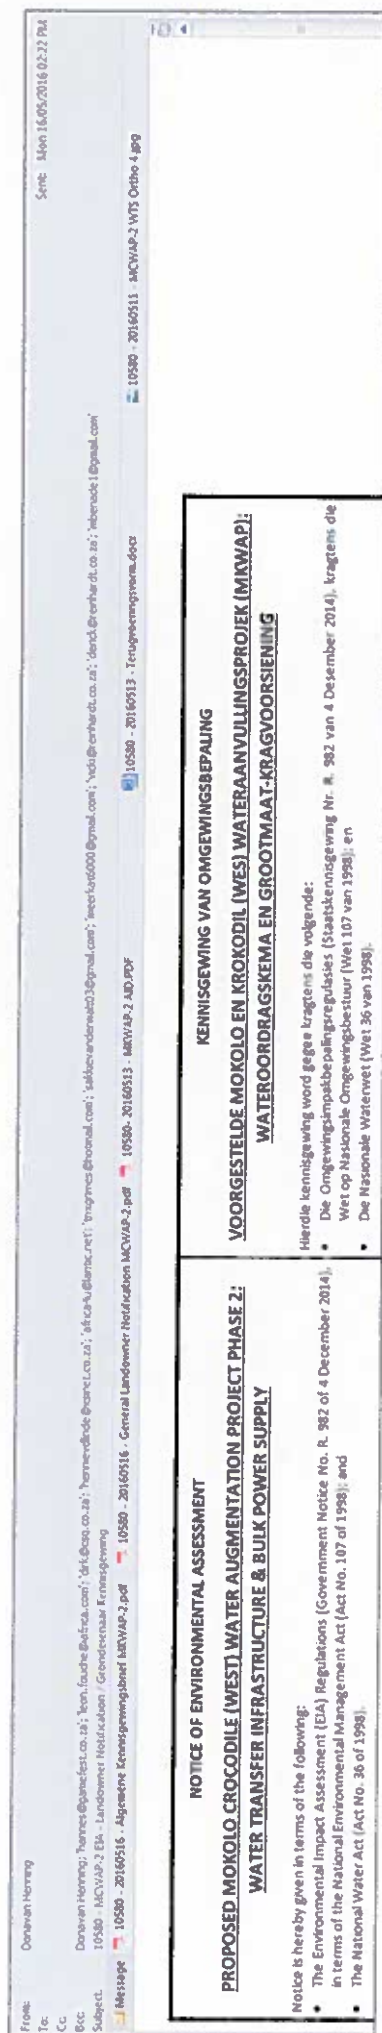 From: Donavan Henning
Sent: Mon 16/05/2016 02:22 PM
To:
Cc:
Bcc: Donavan Henning;
Subject: 10580 - MCWAP-2 EIA - Landowner Notification / Grondeienaar Kennisgewing
Message 10580 - 20160516 - Algemene Kennisgewingsbrief MKWAP-2.pdf 10580 - 20160516 - General Landowner Notification MCWAP-2.pdf 10580- 20160513 - MKWAP-2 AID.PDF 10580 - 20160513 - Terugvoeringsvorm.docx 10580 - 20160511 - MCWAP-2 WTS Ortho 4.jpg
NOTICE OF ENVIRONMENTAL ASSESSMENT
PROPOSED MOKOLO CROCODILE (WEST) WATER AUGMENTATION PROJECT PHASE 2:
WATER TRANSFER INFRASTRUCTURE & BULK POWER SUPPLY
Notice is hereby given in terms of the following:
• The Environmental Impact Assessment (EIA) Regulations (Government Notice No. R. 982 of 4 December 2014),
in terms of the National Environmental Management Act (Act No. 107 of 1998); and
• The National Water Act (Act No. 36 of 1998).
KENNISGEWING VAN OMGEWINGSBEPALING
VOORGESTELDE MOKOLO EN KROKODIL (WES) WATERAANVULLINGSPROJEK (MKWAP):
WATEROORDRAGSKEMA EN GROOTMAAT-KRAGVOORSIENING
Hierdie kennisgewing word gegee kragtens die volgende:
• Die Omgewingsimpakbepalingsregulasies (Staatskennisgewing Nr. R. 982 van 4 Desember 2014), kragtens die
Wet op Nasionale Omgewingsbestuur (Wet 107 van 1998); en
• Die Nasionale Waterwet (Wet 36 van 1998).